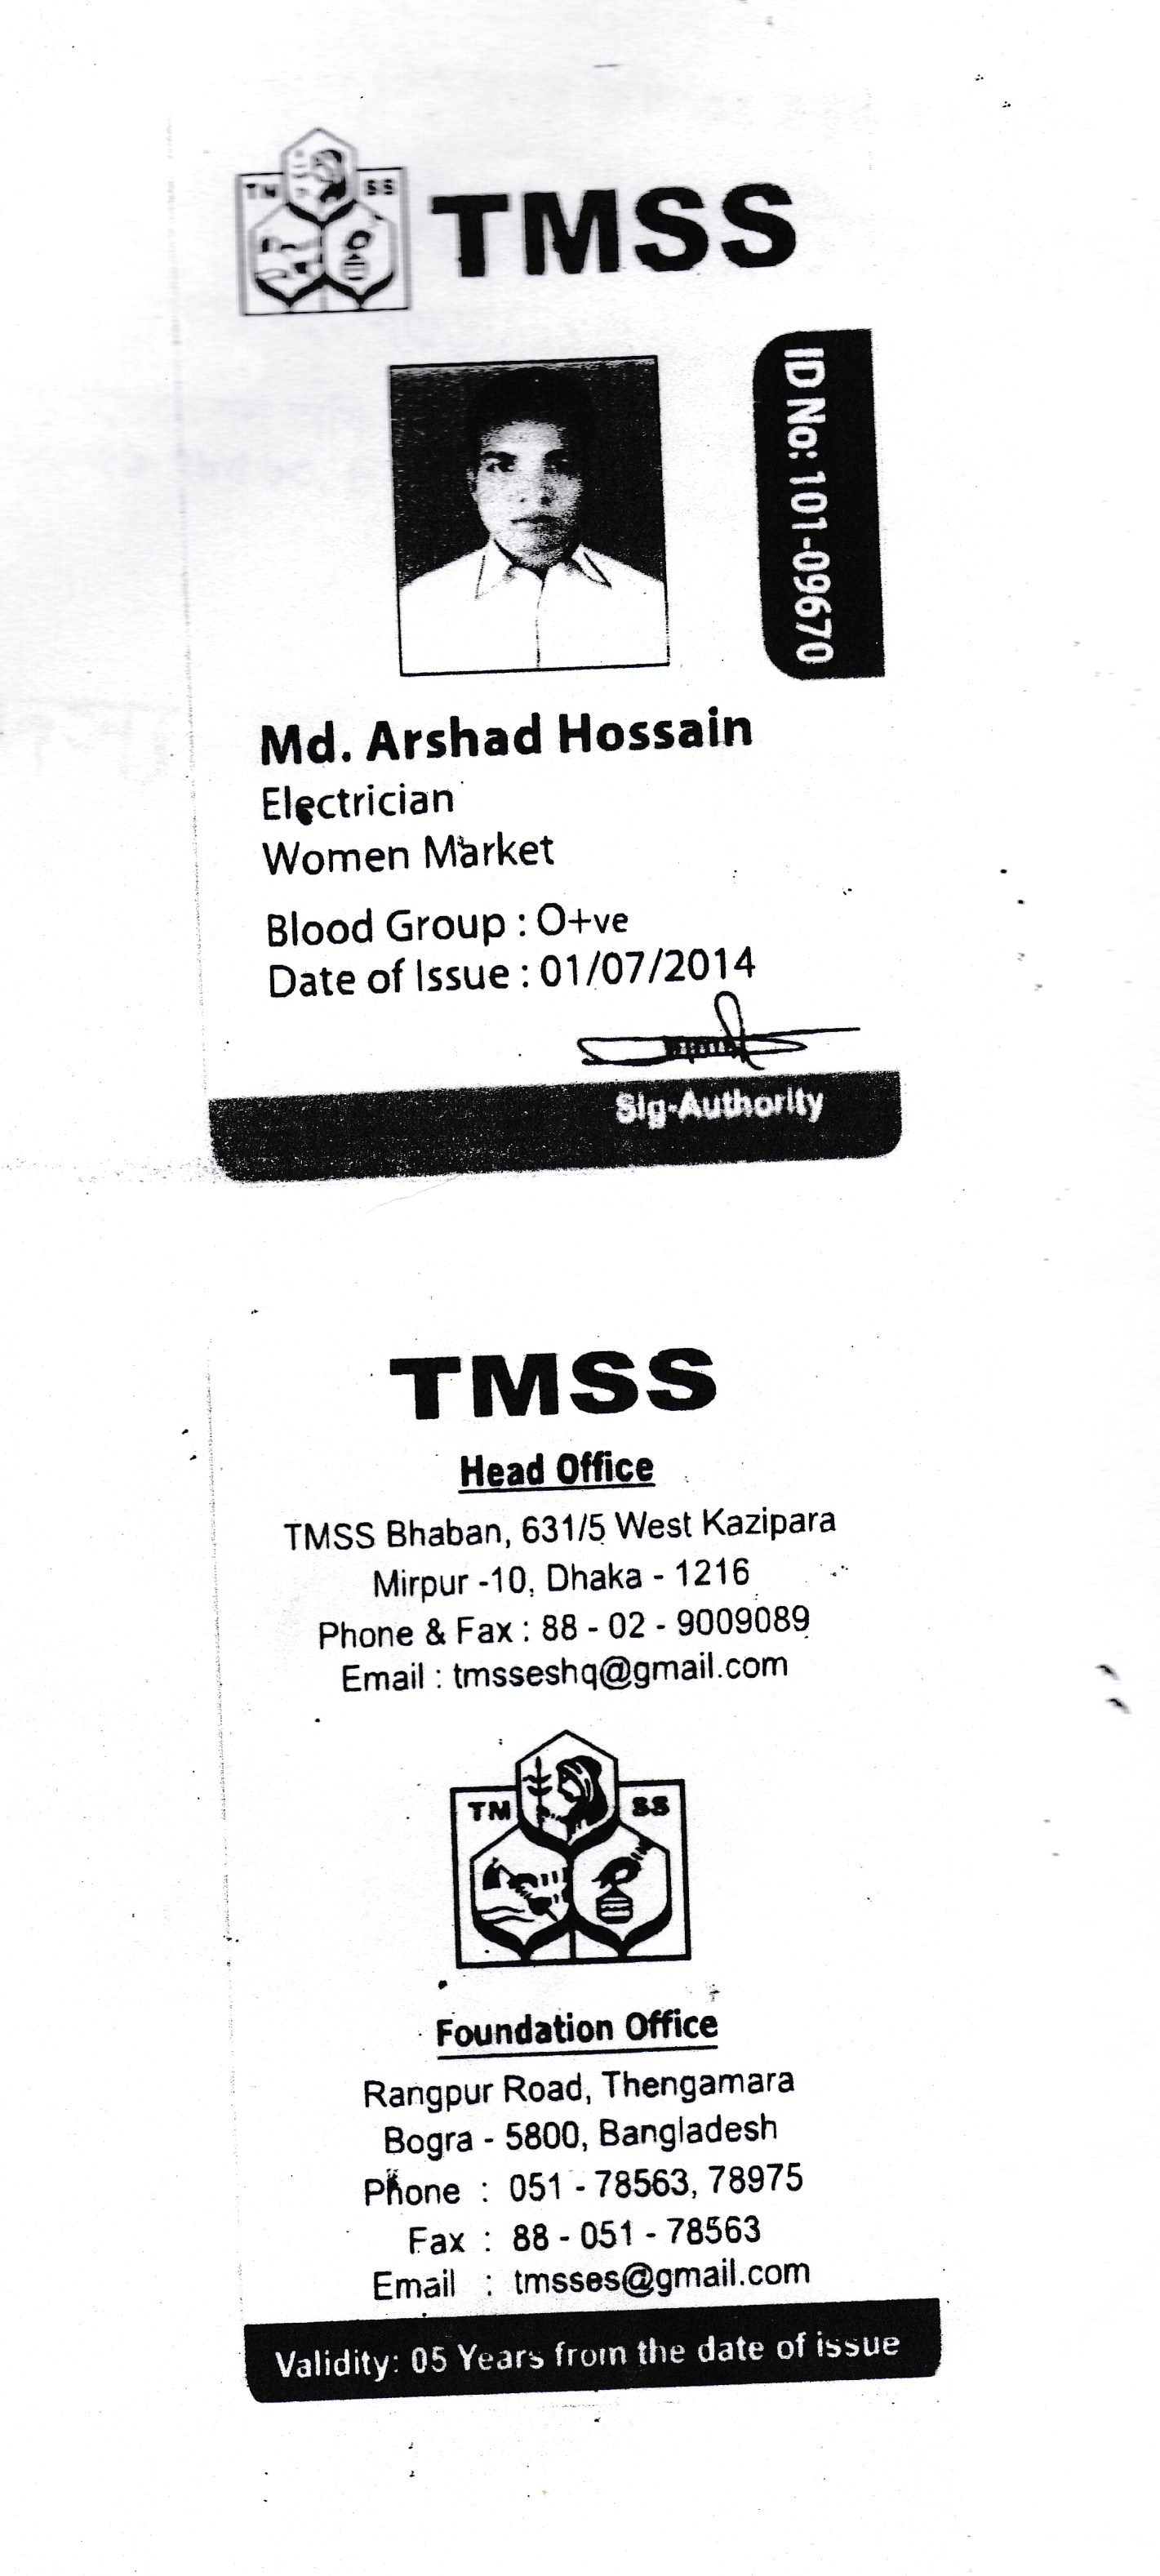 TM SS
TMSS
ID No: 101-09670
Md. Arshad Hossain
Electrician
Women Market
Blood Group : O+ve
Date of Issue : 01/07/2014
Sig-Authority
TMSS
Head Office
TMSS Bhaban, 631/5 West Kazipara
Mirpur -10, Dhaka - 1216
Phone & Fax : 88 - 02 - 9009089
Email : tmsseshq@gmail.com
TM SS
Foundation Office
Rangpur Road, Thengamara
Bogra - 5800, Bangladesh
Phone : 051 - 78563, 78975
Fax : 88 - 051 - 78563
Email : tmsses@gmail.com
Validity: 05 Years from the date of issue